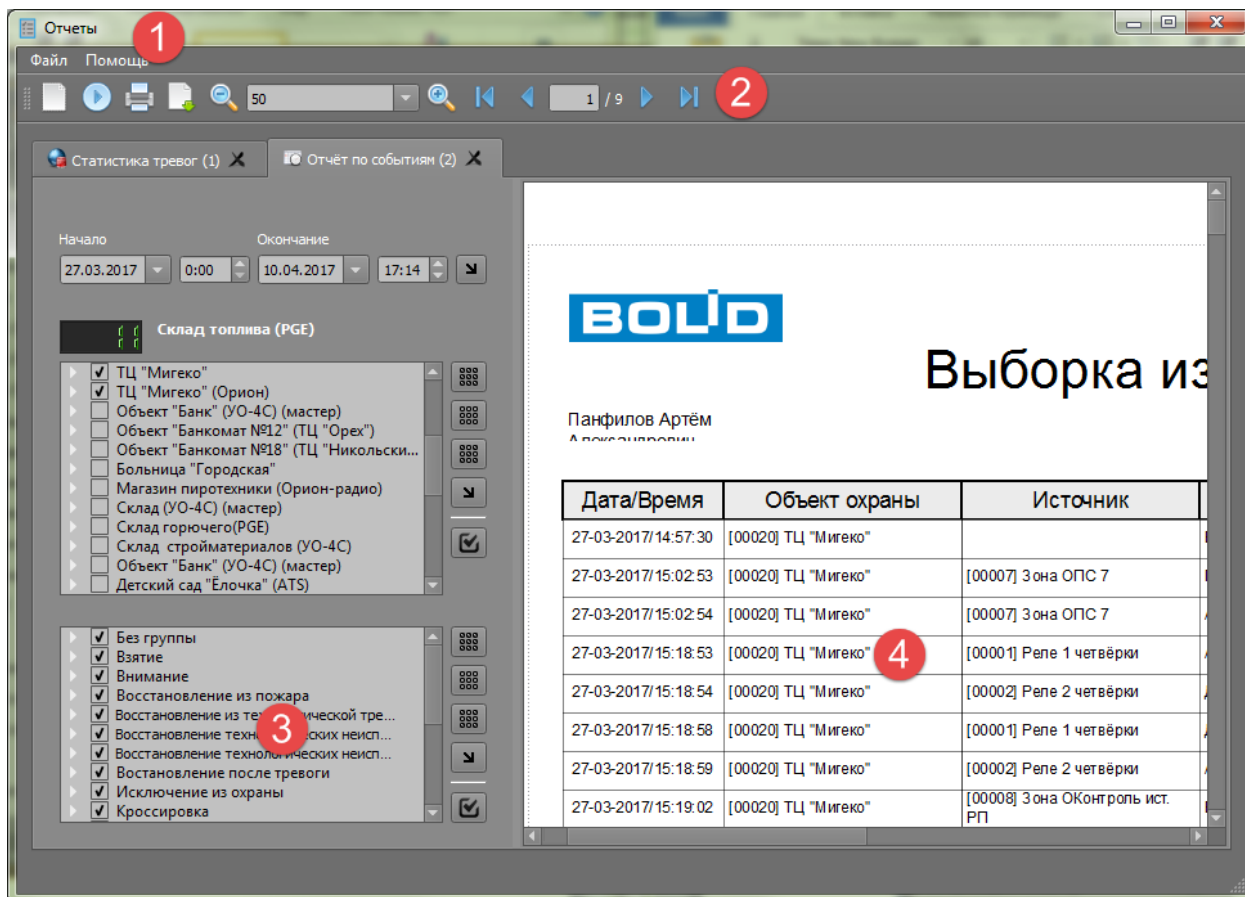 Отчеты
1
Файл Помощь
50
1 / 9
2
Статистика тревог (1)
Отчёт по событиям (2)
Начало
Окончание
27.03.2017
0:00
10.04.2017
17:14
Склад топлива (PGE)
ТЦ "Мигеко"
ТЦ "Мигеко" (Орион)
Объект "Банк" (УО-4С) (мастер)
Объект "Банкомат №12" (ТЦ "Орех")
Объект "Банкомат №18" (ТЦ "Никольски...
Больница "Городская"
Магазин пиротехники (Орион-радио)
Склад (УО-4С) (мастер)
Склад горючего(PGE)
Склад стройматериалов (УО-4С)
Объект "Банк" (УО-4С) (мастер)
Детский сад "Ёлочка" (ATS)
Без группы
Взятие
Внимание
Восстановление из пожара
Восстановление из тре...
Восстановление неисп...
Восстановление технологических неисп...
Востановление после тревоги
Исключение из охраны
Кроссировка
3
BOLID
Выборка из
Панфилов Артём
Александрович
Дата/Время Объект охраны Источник
27-03-2017/14:57:30 [00020] ТЦ "Мигеко"
27-03-2017/15:02:53 [00020] ТЦ "Мигеко" [00007] Зона ОПС 7
27-03-2017/15:02:54 [00020] ТЦ "Мигеко" [00007] Зона ОПС 7
27-03-2017/15:18:53 [00020] ТЦ "Мигеко" [00001] Реле 1 четвёрки
4
27-03-2017/15:18:54 [00020] ТЦ "Мигеко" [00002] Реле 2 четвёрки
27-03-2017/15:18:58 [00020] ТЦ "Мигеко" [00001] Реле 1 четвёрки
27-03-2017/15:18:59 [00020] ТЦ "Мигеко" [00002] Реле 2 четвёрки
27-03-2017/15:19:02 [00020] ТЦ "Мигеко" [00008] Зона ОКонтроль ист.
РП